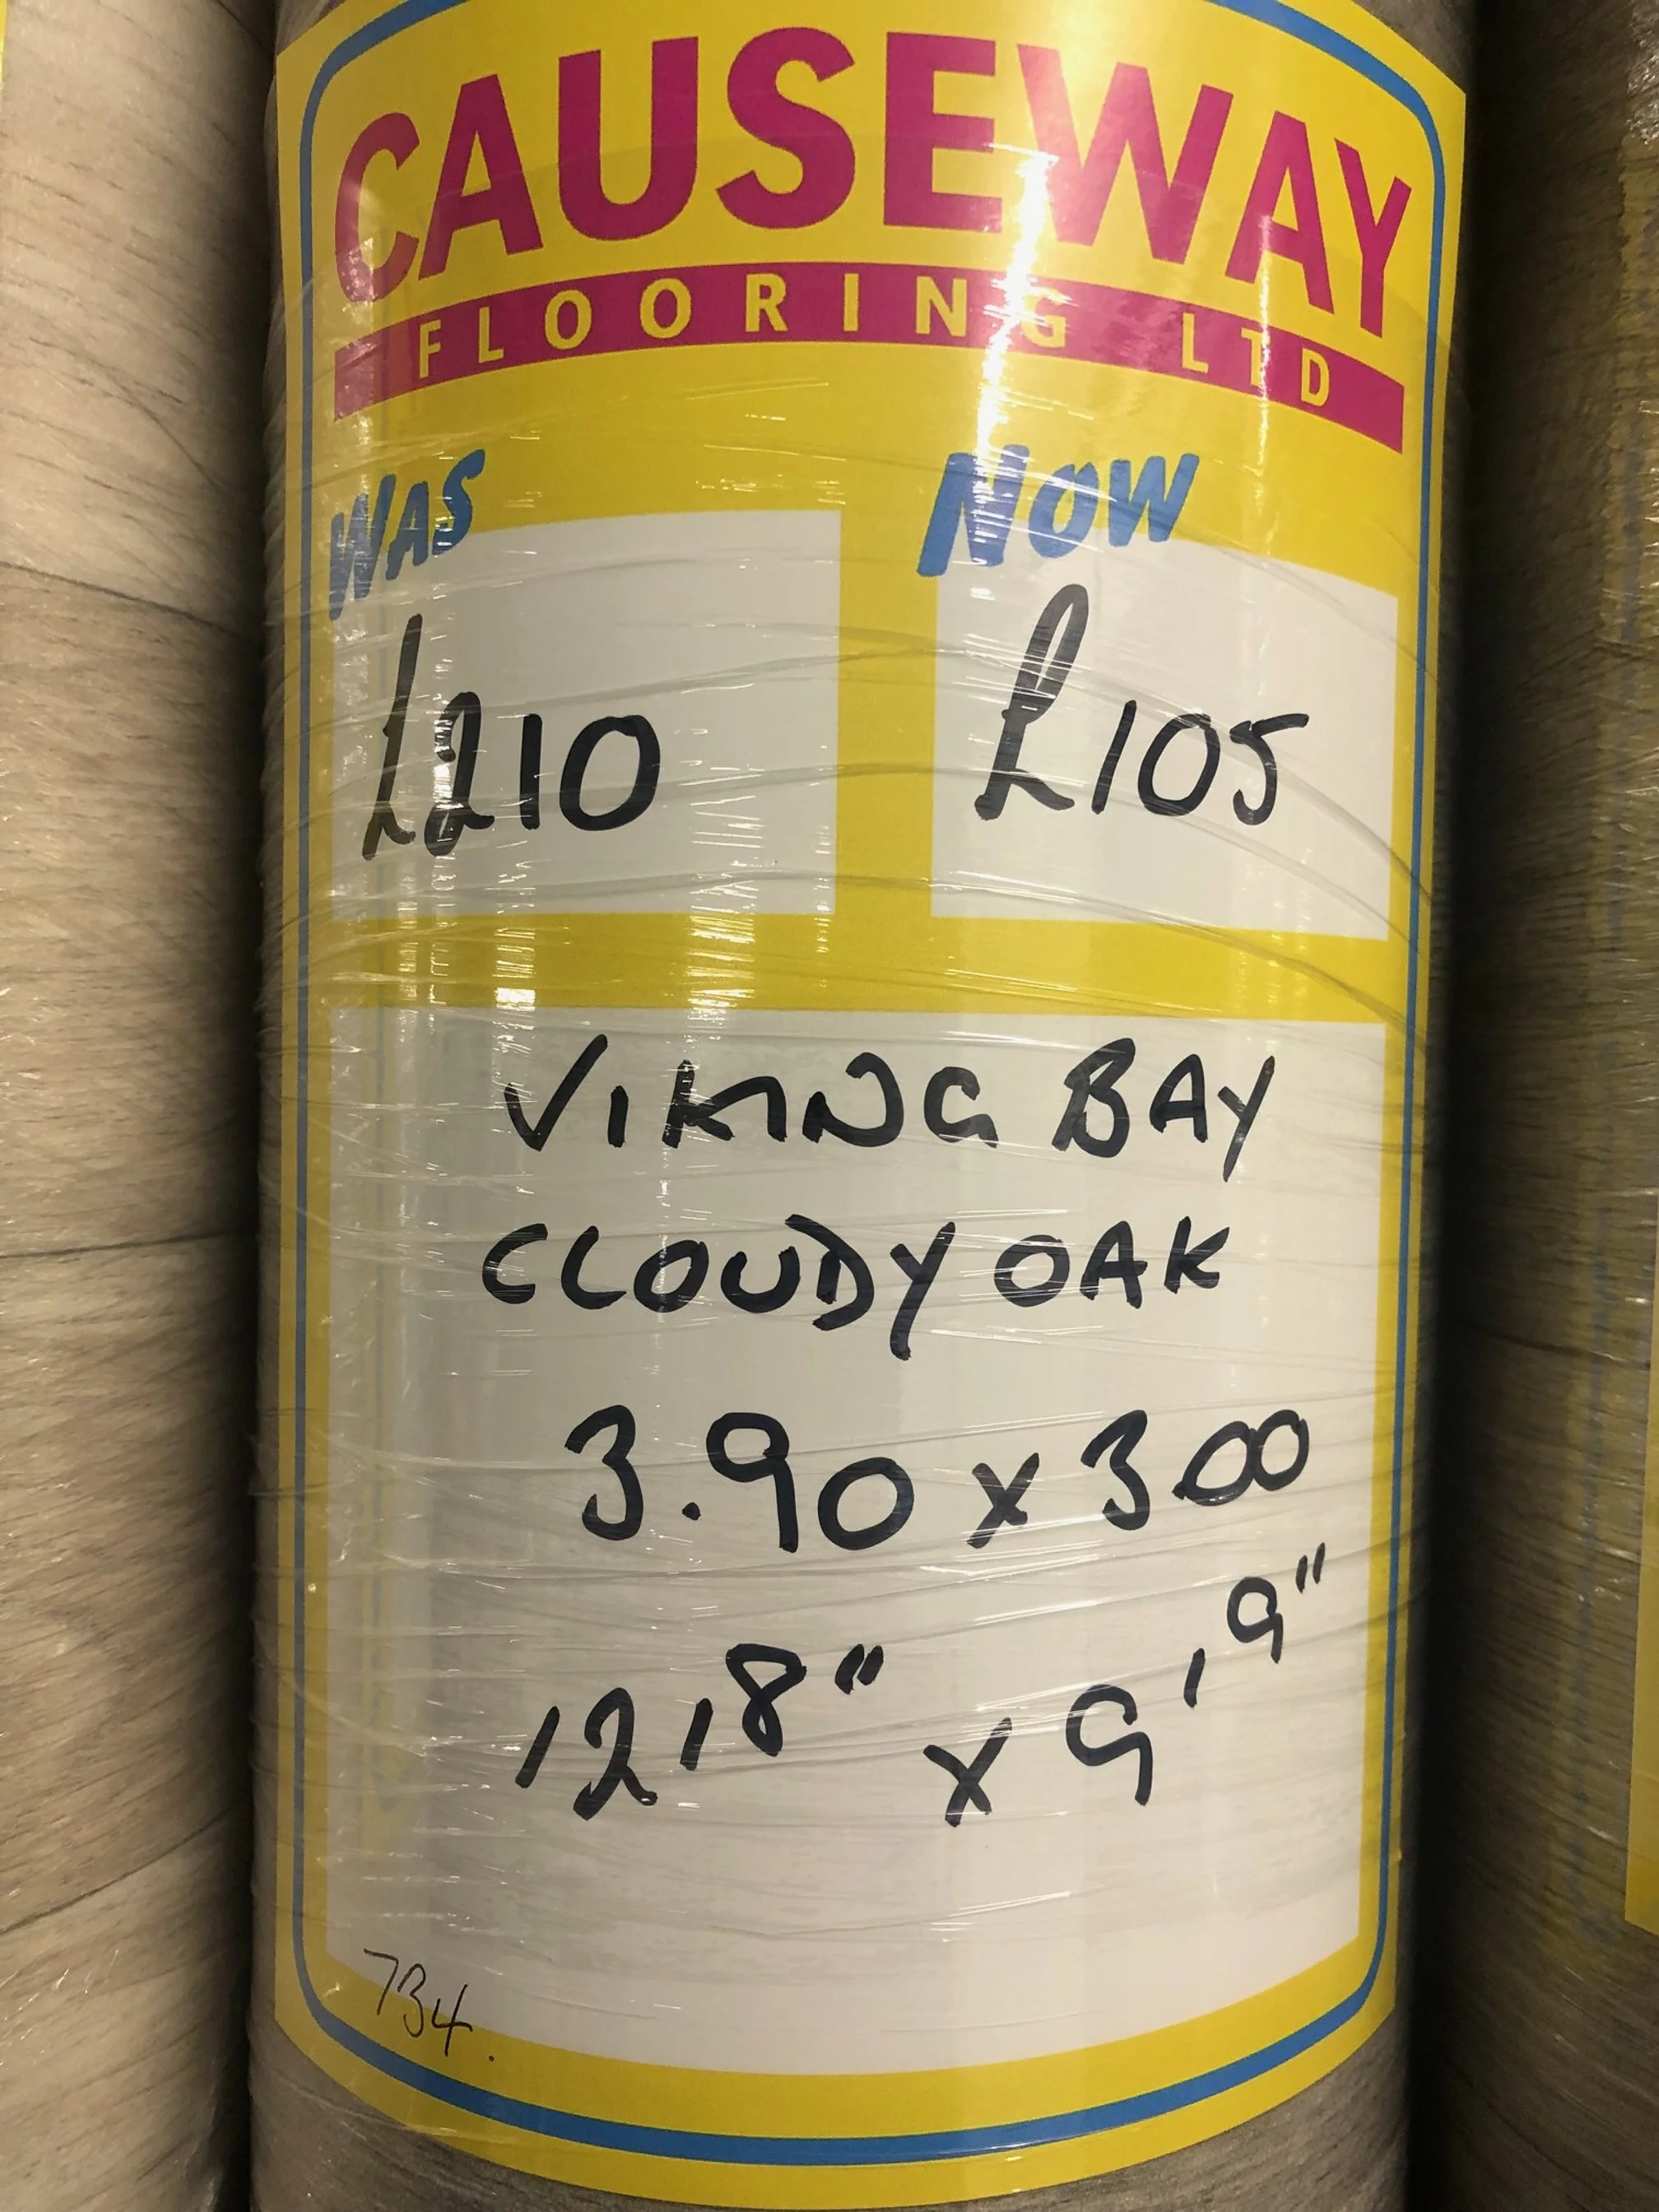 CAUSEWAY
FLOORING LTD
WAS NOW
£210 £105
VIKING BAY
CLOUDY OAK
3.90 x 3.00
12'8" x 9'9"
734.